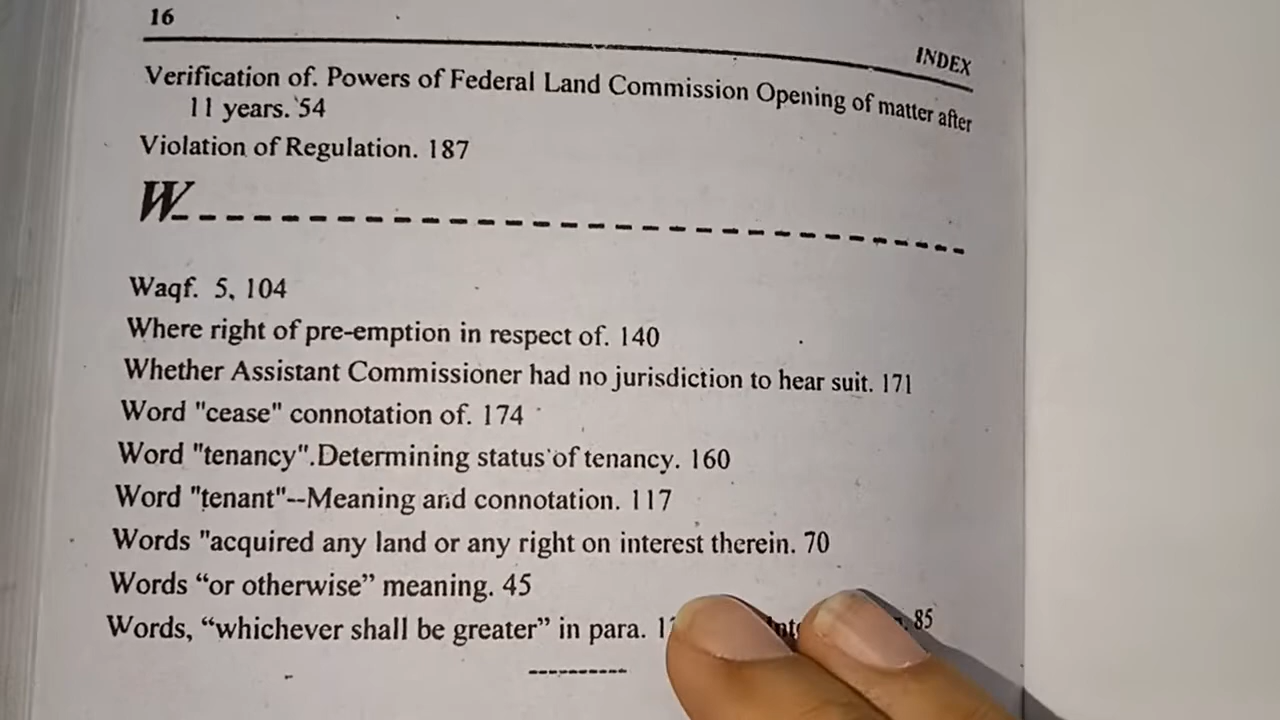 16
INDEX
Verification of. Powers of Federal Land Commission Opening of matter after
11 years. 54
Violation of Regulation. 187
W
Waqf. 5, 104
Where right of pre-emption in respect of. 140
Whether Assistant Commissioner had no jurisdiction to hear suit. 171
Word "cease" connotation of. 174
Word "tenancy".Determining status of tenancy. 160
Word "tenant"--Meaning and connotation. 117
Words "acquired any land or any right on interest therein. 70
Words “or otherwise” meaning. 45
Words, “whichever shall be greater” in para. 85